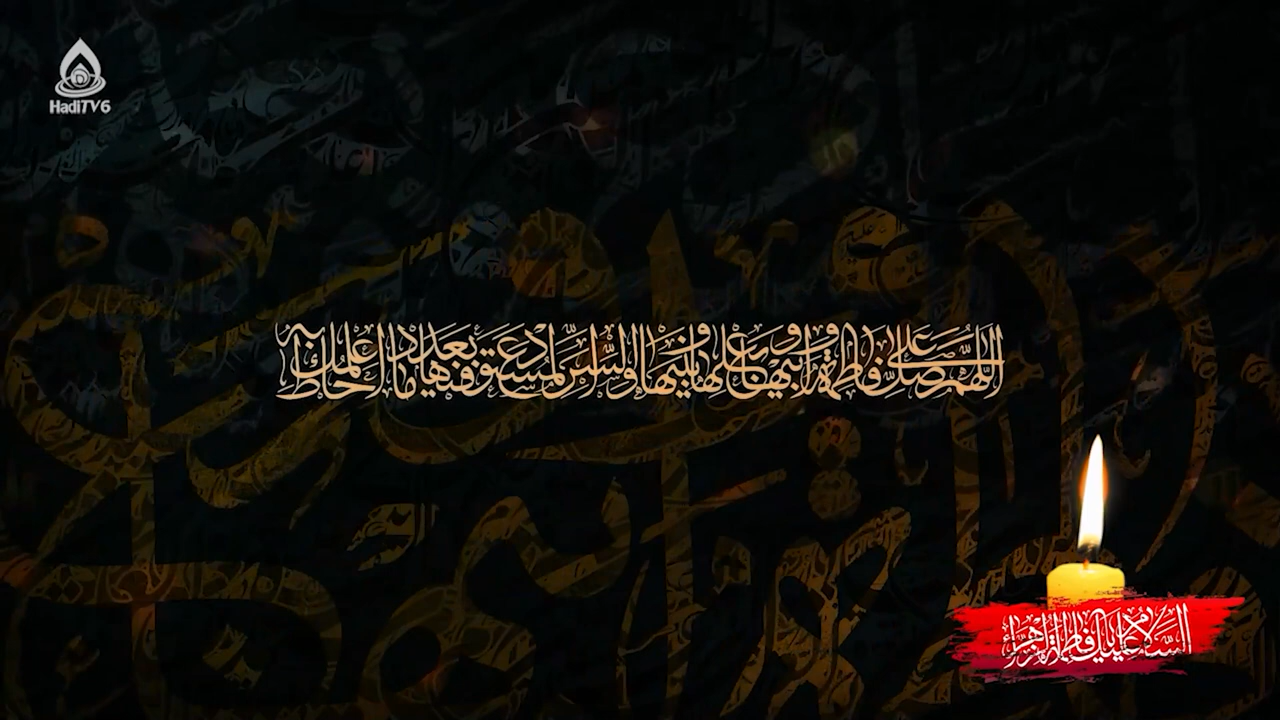 HadiTV6
اللهم صل على فاطمة وأبيها وبعلها وبنيها والسر المستودع فيها بعدد ما أحاط به علمك
السلام عليك يا فاطمة الزهراء